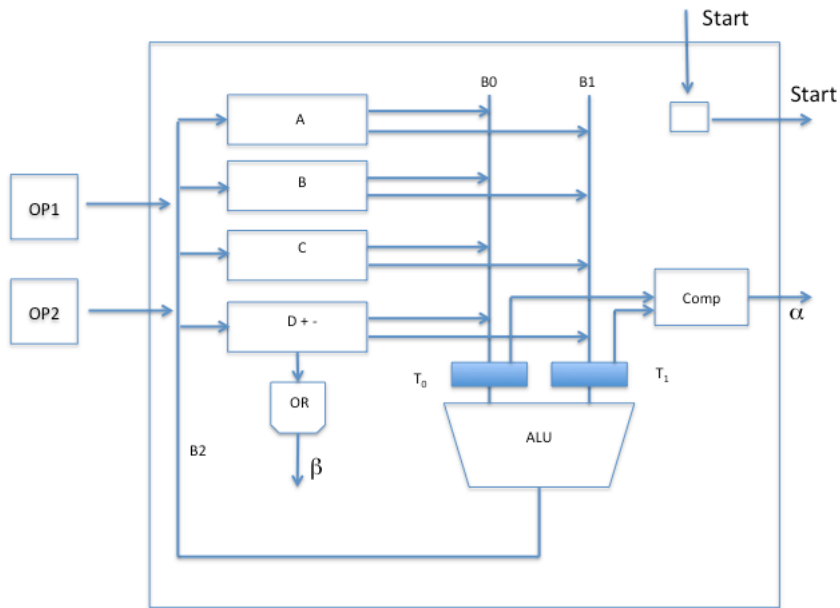 Start
B0
B1
Start
A
B
OP1
C
OP2
Comp
α
D + -
T₀
T₁
OR
ALU
B2
β